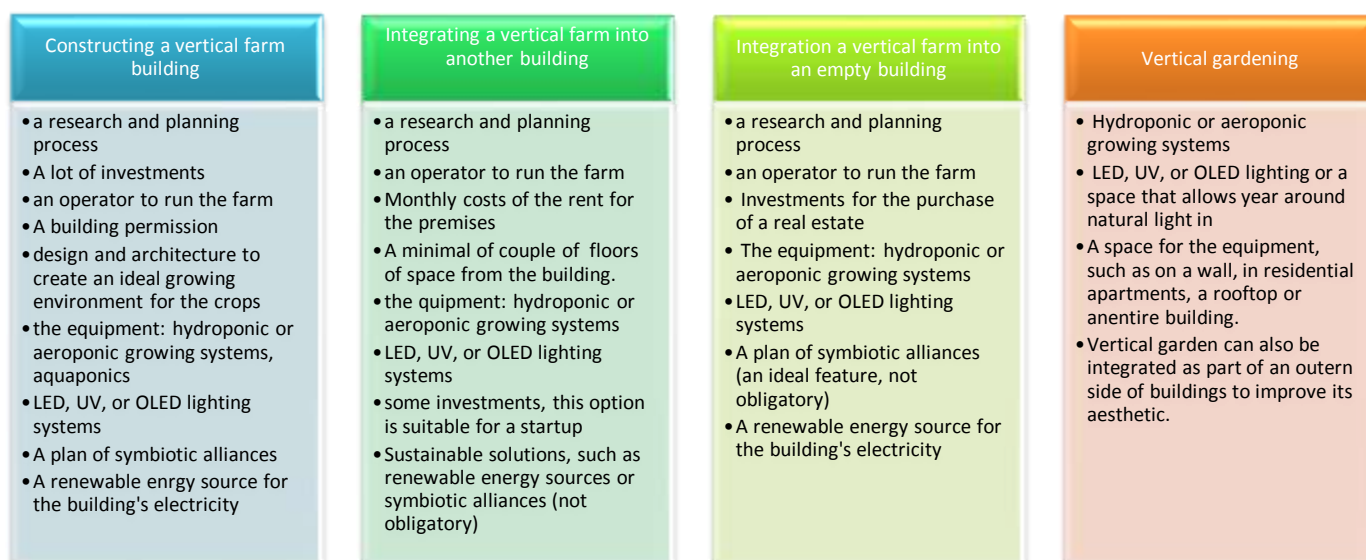 Constructing a vertical farm
building
•a research and planning
process
•A lot of investments
•an operator to run the farm
•A building permission
•design and architecture to
create an ideal growing
environment for the crops
•the equipment: hydroponic or
aeroponic growing systems,
aquaponics
•LED, UV, or OLED lighting
systems
•A plan of symbiotic alliances
•A renewable enrgy source for
the building's electricity
Integrating a vertical farm into
another building
•a research and planning
process
•an operator to run the farm
•Monthly costs of the rent for
the premises
•A minimal of couple of floors
of space from the building.
•the quipment: hydroponic or
aeroponic growing systems
•LED, UV, or OLED lighting
systems
•some investments, this option
is suitable for a startup
•Sustainable solutions, such as
renewable energy sources or
symbiotic alliances (not
obligatory)
Integration a vertical farm into
an empty building
•a research and planning
process
•an operator to run the farm
• Investments for the purchase
of a real estate
• The equipment: hydroponic or
aeroponic growing systems
•LED, UV, or OLED lighting
systems
•A plan of symbiotic alliances
(an ideal feature, not
obligatory)
•A renewable energy source for
the building's electricity
Vertical gardening
• Hydroponic or aeroponic
growing systems
• LED, UV, or OLED lighting or a
space that allows year around
natural light in
•A space for the equipment,
such as on a wall, in residential
apartments, a rooftop or
anentire building.
•Vertical garden can also be
integrated as part of an outern
side of buildings to improve its
aesthetic.